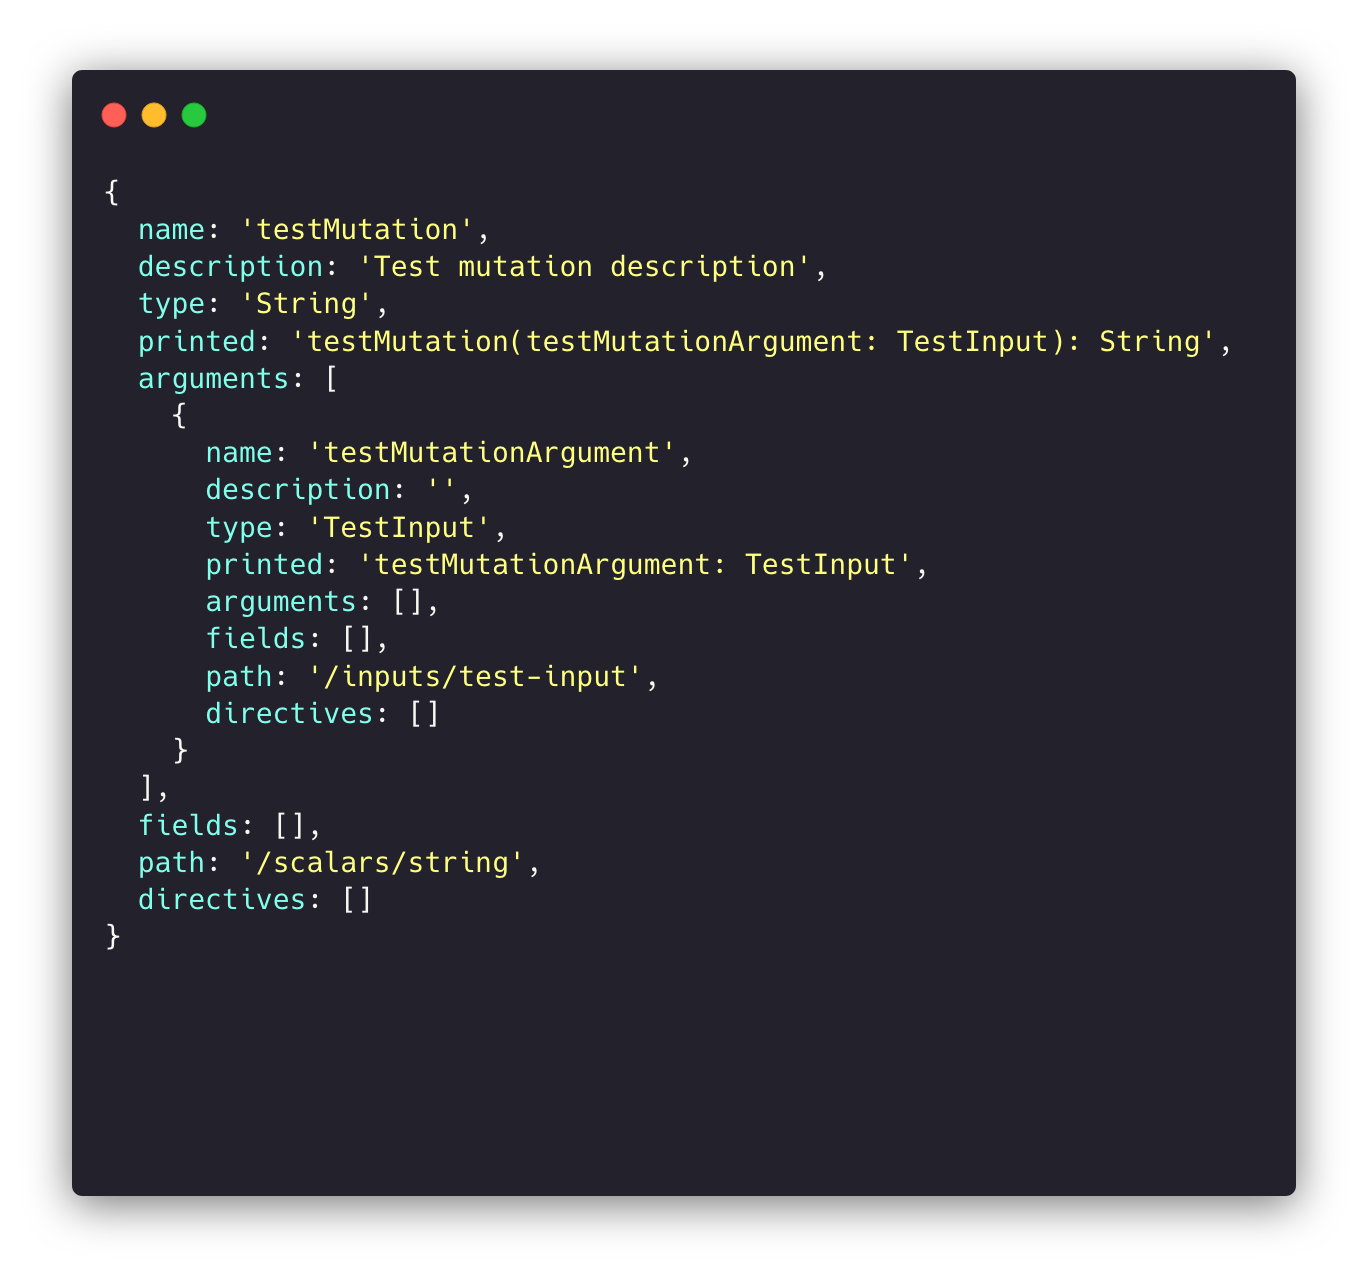 {
  name: 'testMutation',
  description: 'Test mutation description',
  type: 'String',
  printed: 'testMutation(testMutationArgument: TestInput): String',
  arguments: [
    {
      name: 'testMutationArgument',
      description: '',
      type: 'TestInput',
      printed: 'testMutationArgument: TestInput',
      arguments: [],
      fields: [],
      path: '/inputs/test-input',
      directives: []
    }
  ],
  fields: [],
  path: '/scalars/string',
  directives: []
}